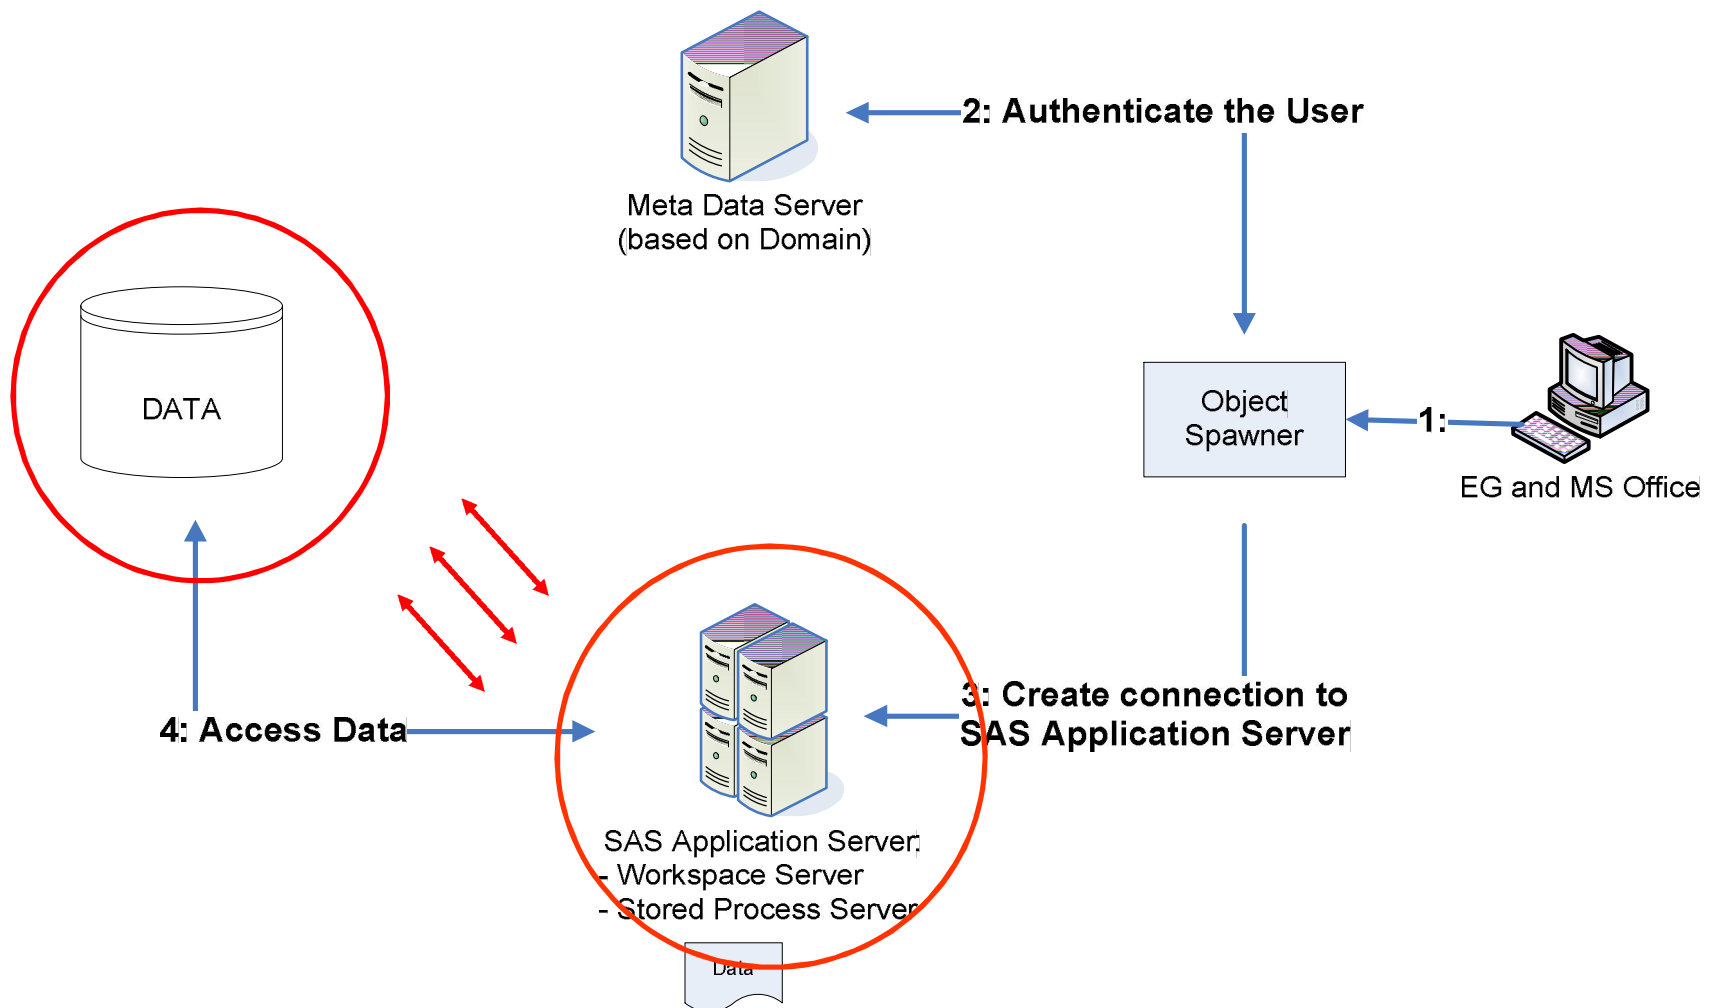 2: Authenticate the User
Meta Data Server
(based on Domain)
DATA
Object
Spawner
1:
EG and MS Office
3: Create connection to
SAS Application Server
4: Access Data
SAS Application Server:
- Workspace Server
- Stored Process Server
Data